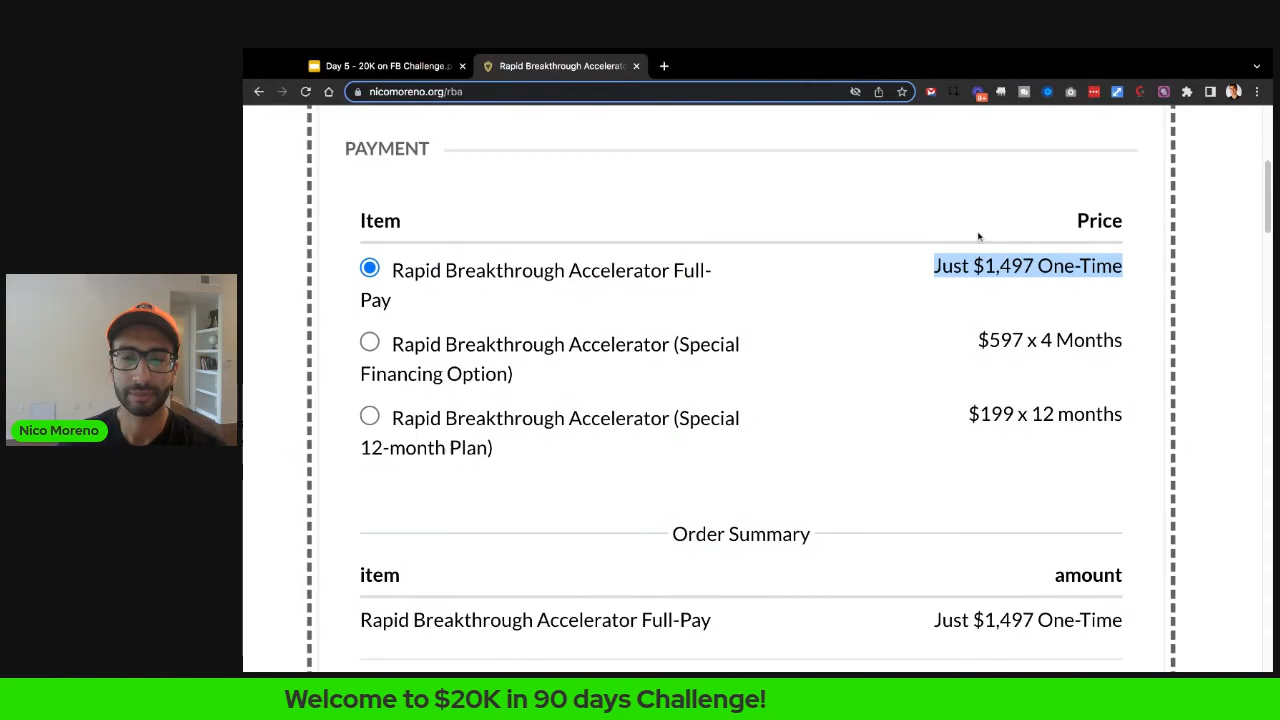 Day 5 - 20K on FB Challenge.p
Rapid Breakthrough Accelerato
nicomoreno.org/rba
9+
PAYMENT
Item Price
Rapid Breakthrough Accelerator Full- Just $1,497 One-Time
Pay
Rapid Breakthrough Accelerator (Special $597 x 4 Months
Financing Option)
Rapid Breakthrough Accelerator (Special $199 x 12 months
12-month Plan)
Order Summary
item amount
Rapid Breakthrough Accelerator Full-Pay Just $1,497 One-Time
Nico Moreno
Welcome to $20K in 90 days Challenge!